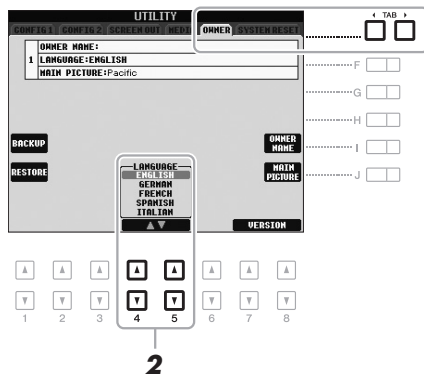 UTILITY
CONFIG 1 CONFIG 2 SCREEN OUT MEDIA OWNER SYSTEM RESET
TAB
OWNER NAME:
1 LANGUAGE:ENGLISH
MAIN PICTURE:Pacific
F
G
H
BACKUP
OWNER NAME
I
RESTORE
MAIN PICTURE
J
LANGUAGE
ENGLISH
GERMAN
FRENCH
SPANISH
ITALIAN
VERSION
1 2 3 4 5 6 7 8
2